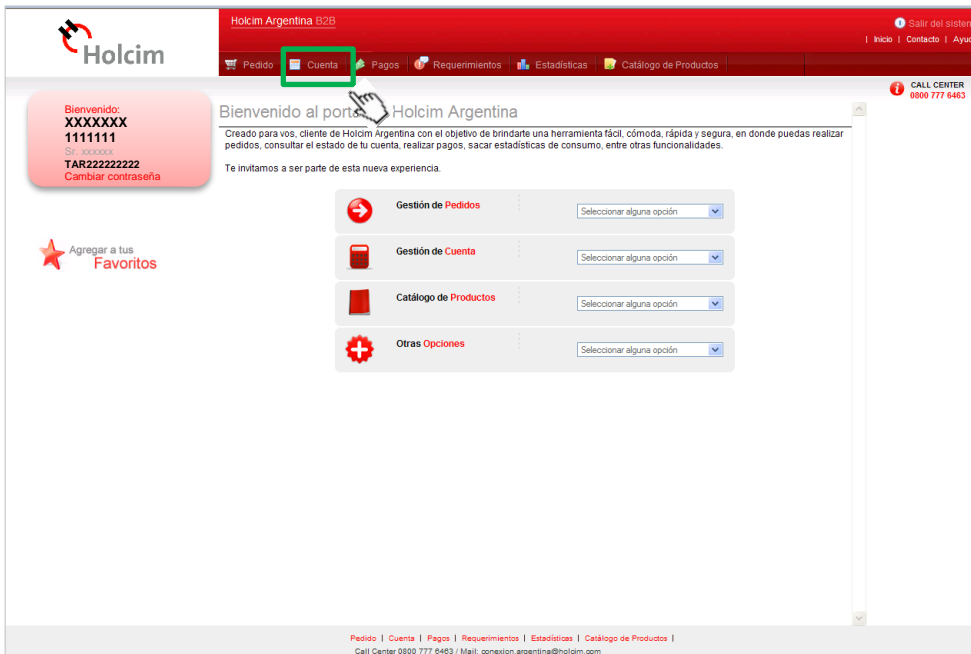 Holcim
Holcim Argentina B2B
Salir del sistem
Inicio | Contacto | Ayud
Pedido
Cuenta
Pagos
Requerimientos
Estadísticas
Catálogo de Productos
CALL CENTER
0800 777 6463
Bienvenido:
XXXXXXX
1111111
Sr. xxxxxx
TAR222222222
Cambiar contraseña
Agregar a tus
Favoritos
Bienvenido al port Holcim Argentina
Creado para vos, cliente de Holcim Argentina con el objetivo de brindarte una herramienta fácil, cómoda, rápida y segura, en donde puedas realizar
pedidos, consultar el estado de tu cuenta, realizar pagos, sacar estadísticas de consumo, entre otras funcionalidades.
Te invitamos a ser parte de esta nueva experiencia.
Gestión de Pedidos
Seleccionar alguna opción
Gestión de Cuenta
Seleccionar alguna opción
Catálogo de Productos
Seleccionar alguna opción
Otras Opciones
Seleccionar alguna opción
Pedido | Cuenta | Pagos | Requerimientos | Estadísticas | Catálogo de Productos |
Call Center 0800 777 6463 / Mail: conexion.argentina@holcim.com